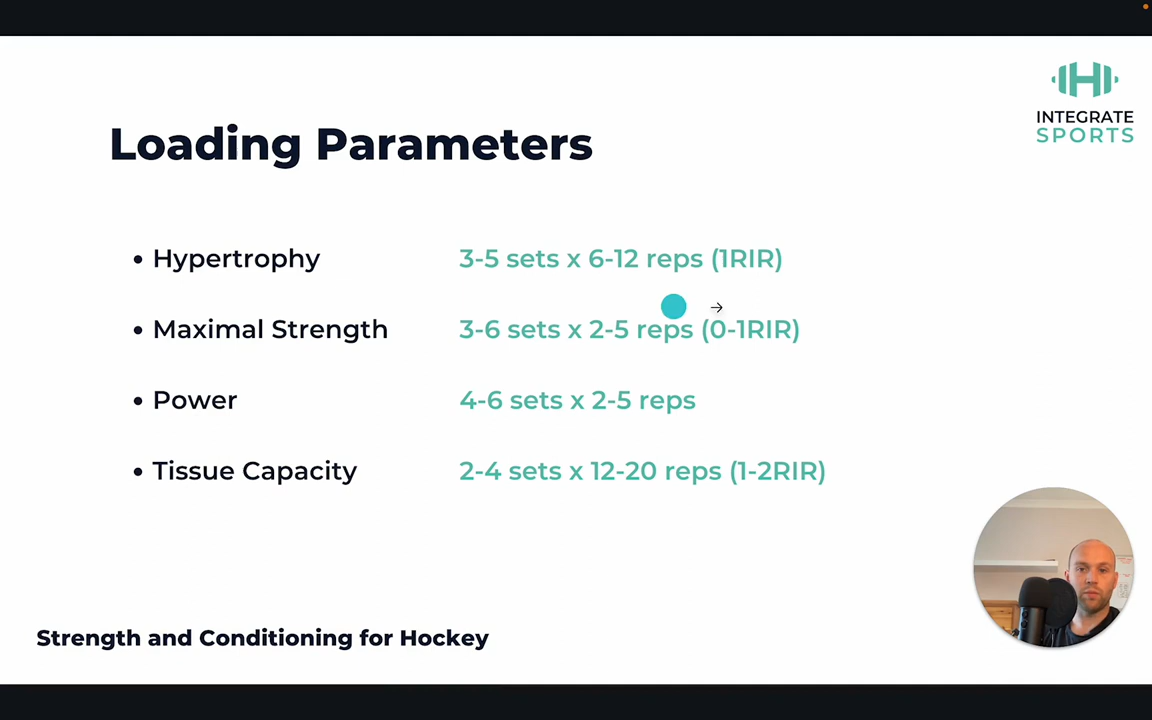 INTEGRATE
SPORTS
Loading Parameters
• Hypertrophy 3-5 sets x 6-12 reps (1RIR)
• Maximal Strength 3-6 sets x 2-5 reps (0-1RIR)
• Power 4-6 sets x 2-5 reps
• Tissue Capacity 2-4 sets x 12-20 reps (1-2RIR)
Strength and Conditioning for Hockey